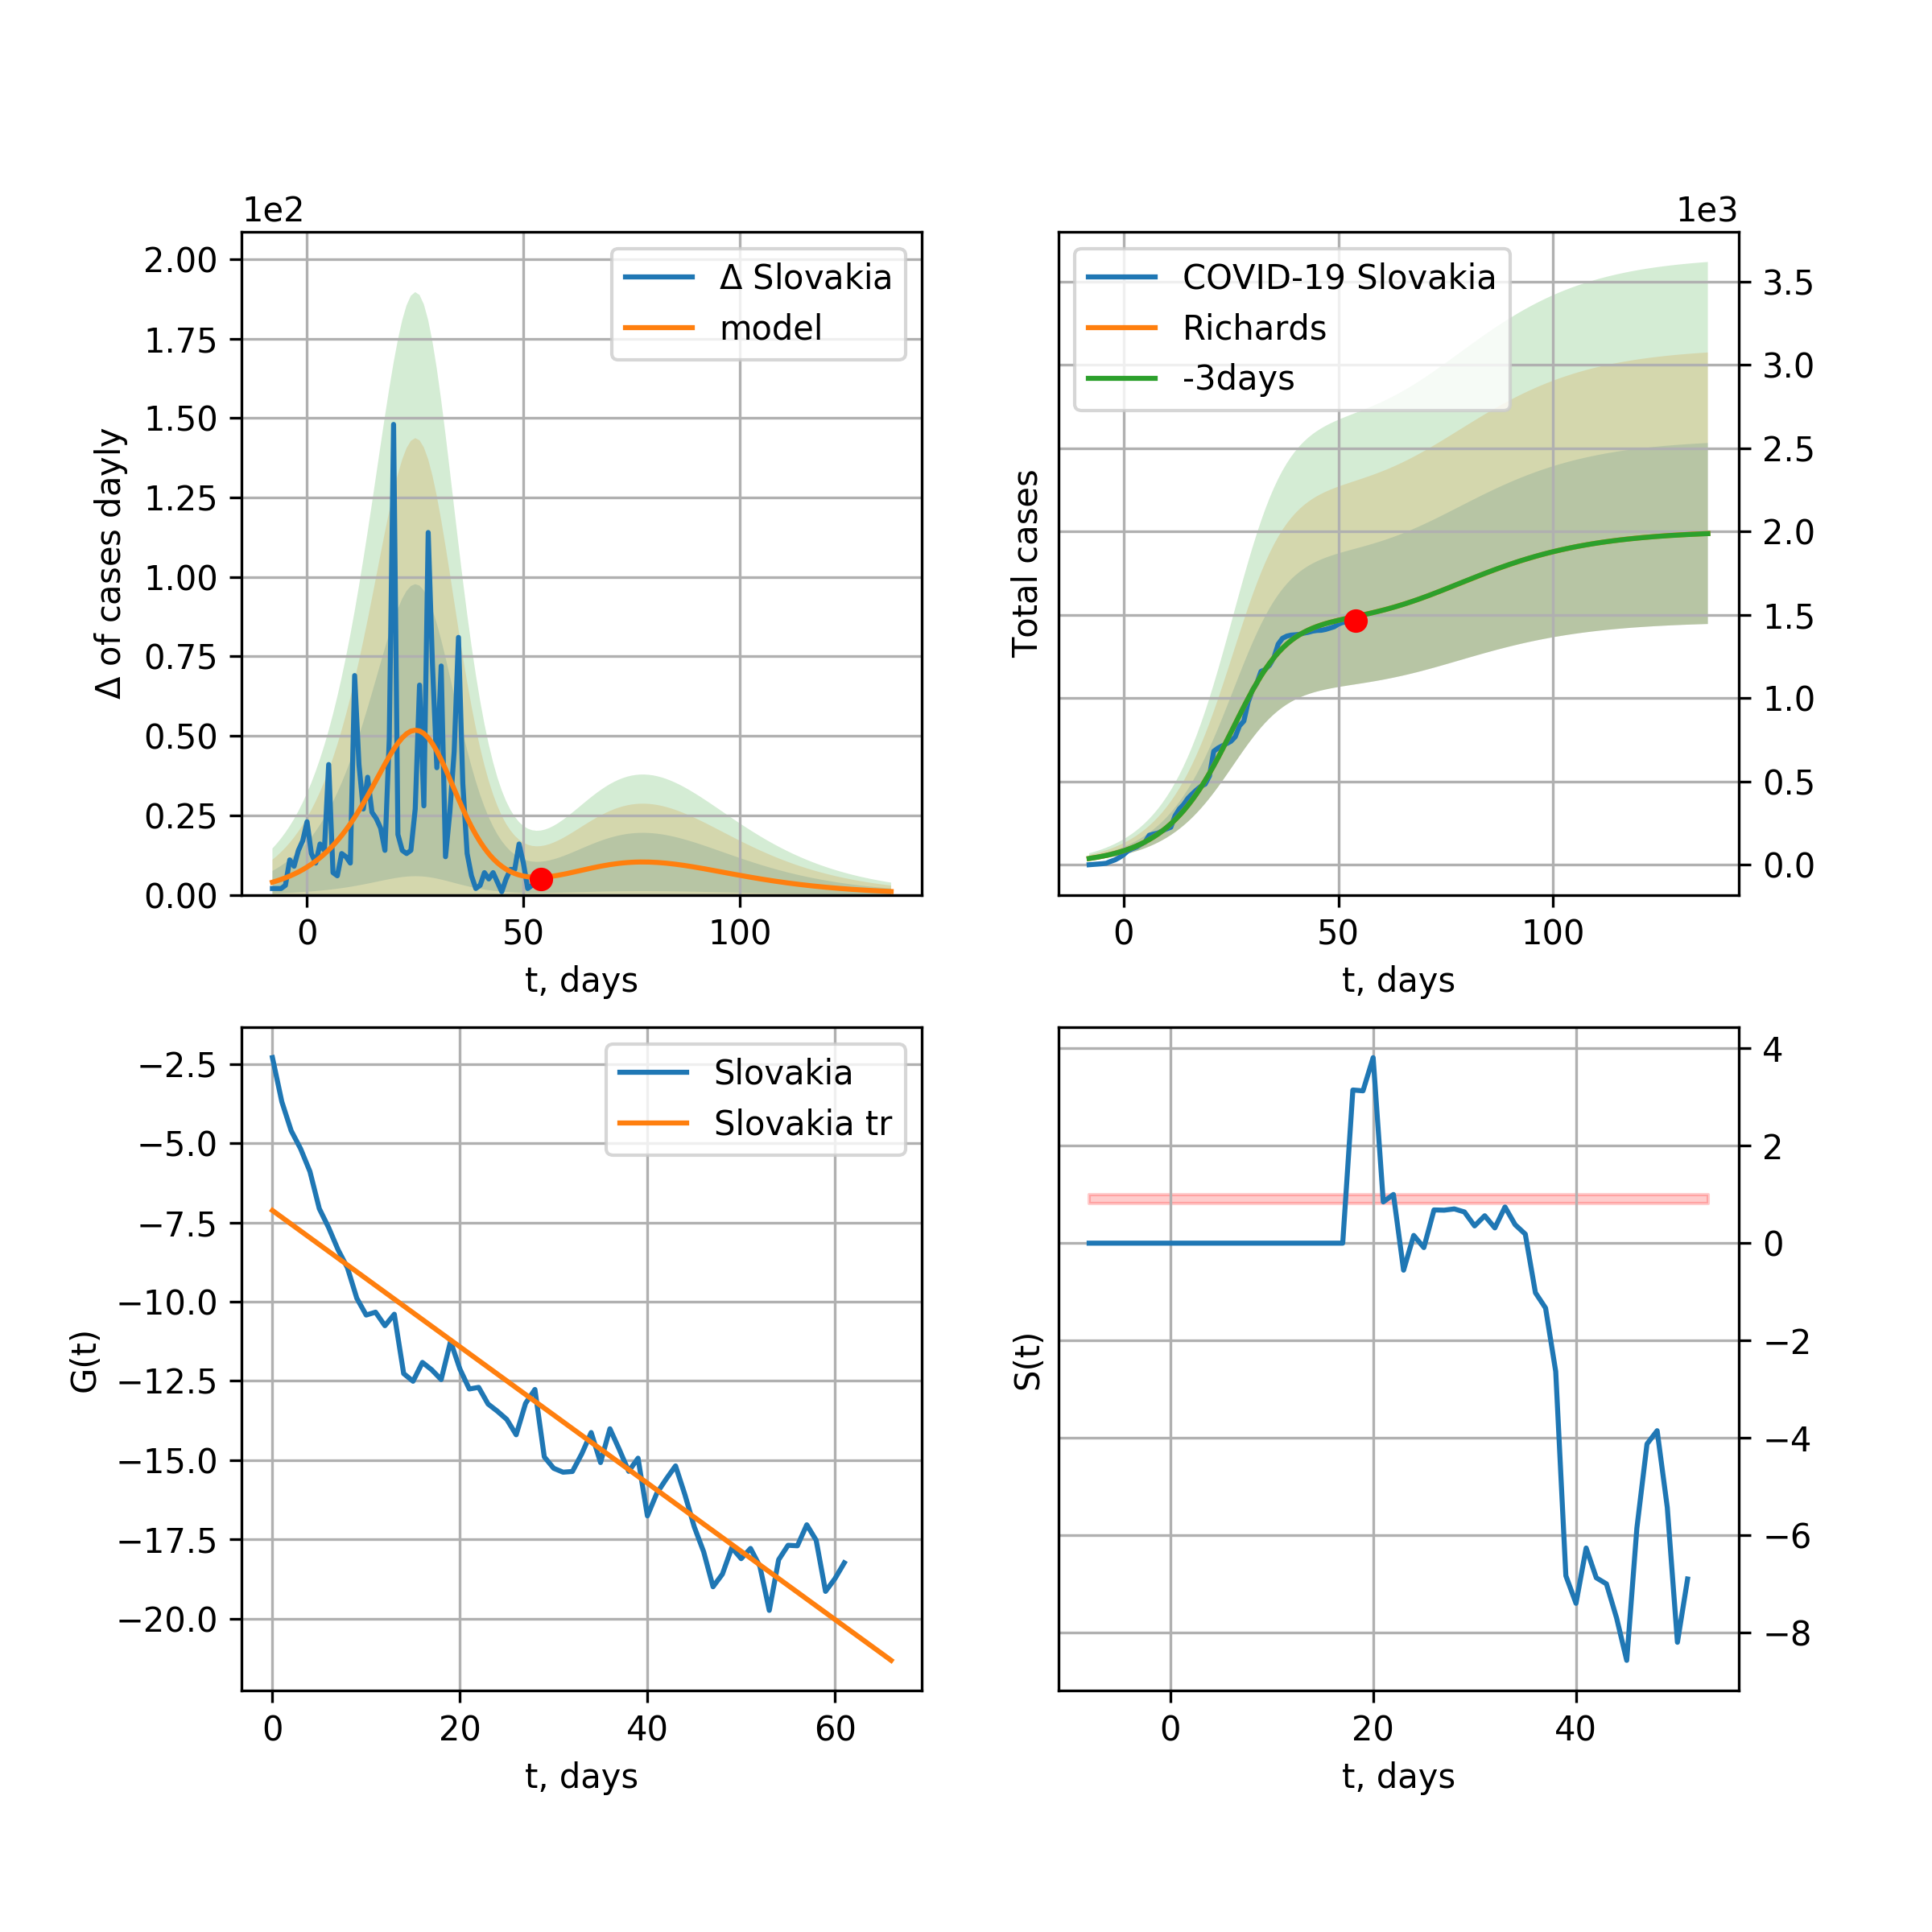 1e2
2.00
1.75
1.50
1.25
1.00
0.75
0.50
0.25
0.00
Δ of cases dayly
Δ Slovakia
model
0
50
100
t, days
1e3
COVID-19 Slovakia
Richards
-3days
3.5
3.0
2.5
2.0
1.5
1.0
0.5
0.0
Total cases
0
50
100
t, days
−2.5
−5.0
−7.5
−10.0
−12.5
−15.0
−17.5
−20.0
G(t)
Slovakia
Slovakia tr
0
20
40
60
t, days
4
2
0
−2
−4
−6
−8
S(t)
0
20
40
t, days